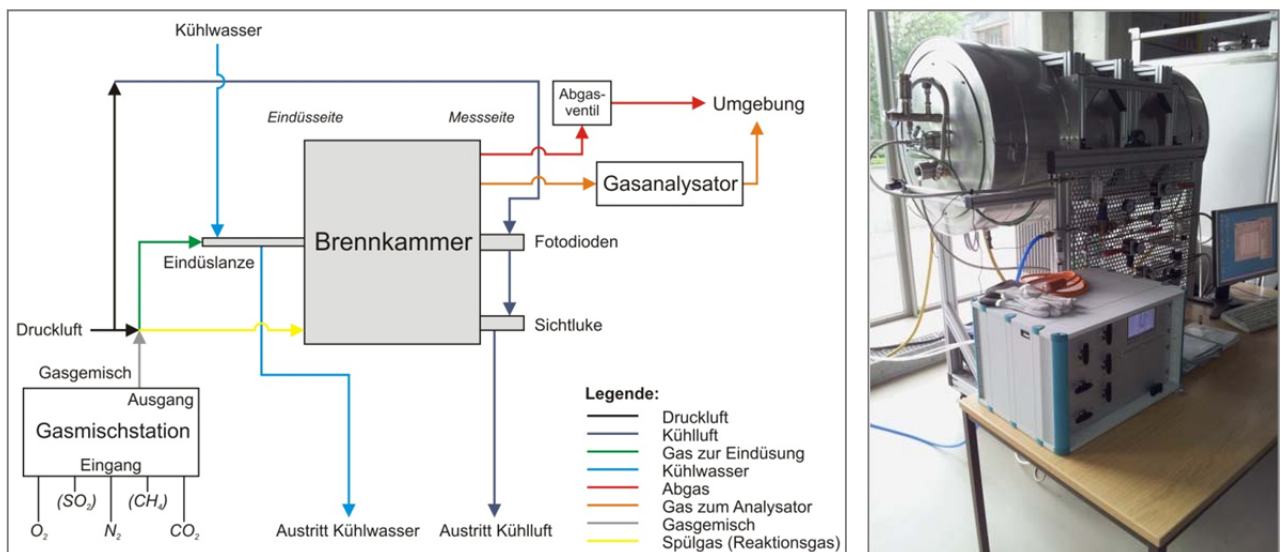 Kühlwasser
Eindüsseite
Messseite
Abgas-
ventil
Umgebung
Gasanalysator
Brennkammer
Fotodioden
Eindüslanze
Sichtluke
Druckluft
Gasgemisch
Ausgang
Gasmischstation
Eingang
(SO₂)
(CH₄)
O₂
N₂
CO₂
Austritt Kühlwasser
Austritt Kühlluft
Legende:
Druckluft
Kühlluft
Gas zur Eindüsung
Kühlwasser
Abgas
Gas zum Analysator
Gasgemisch
Spülgas (Reaktionsgas)